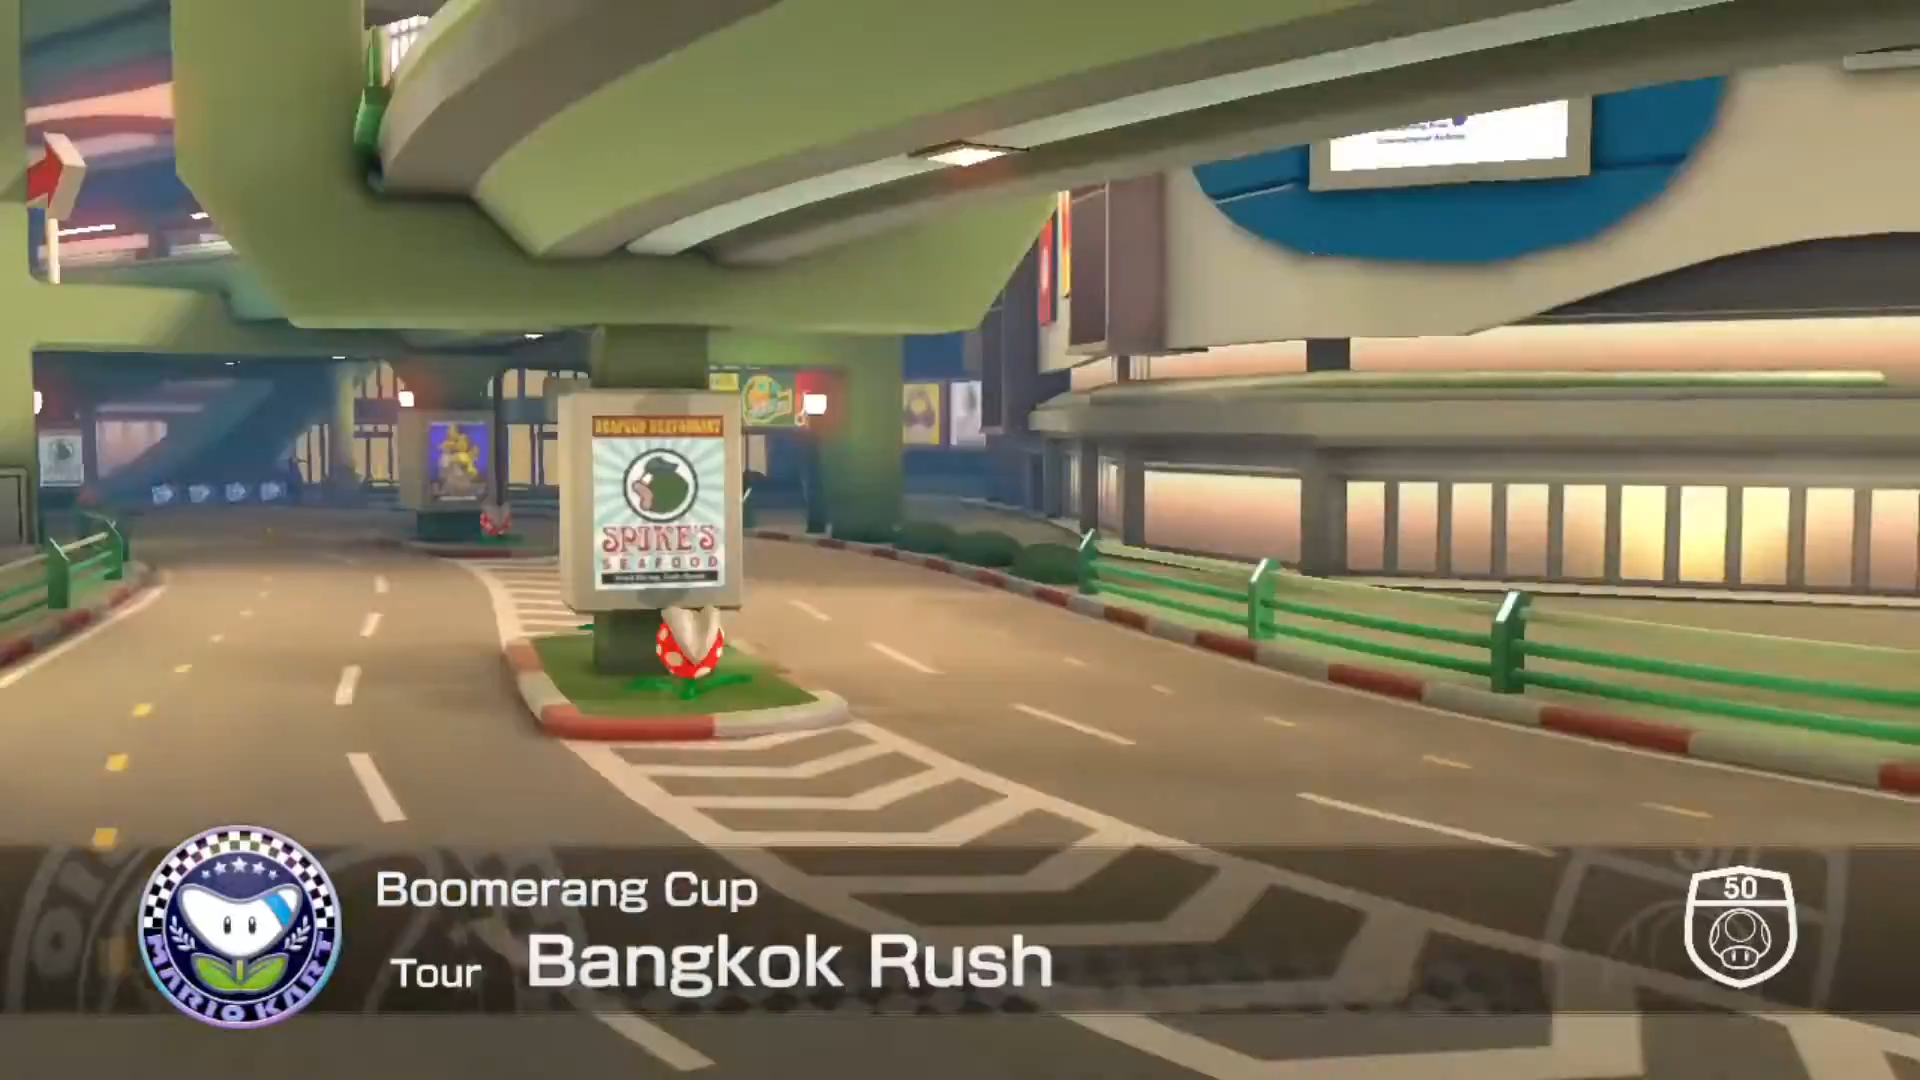 SEAFOOD RESTAURANT
SPIKE'S
SEAFOOD
Boomerang Cup
Tour Bangkok Rush
50
MARIO KART